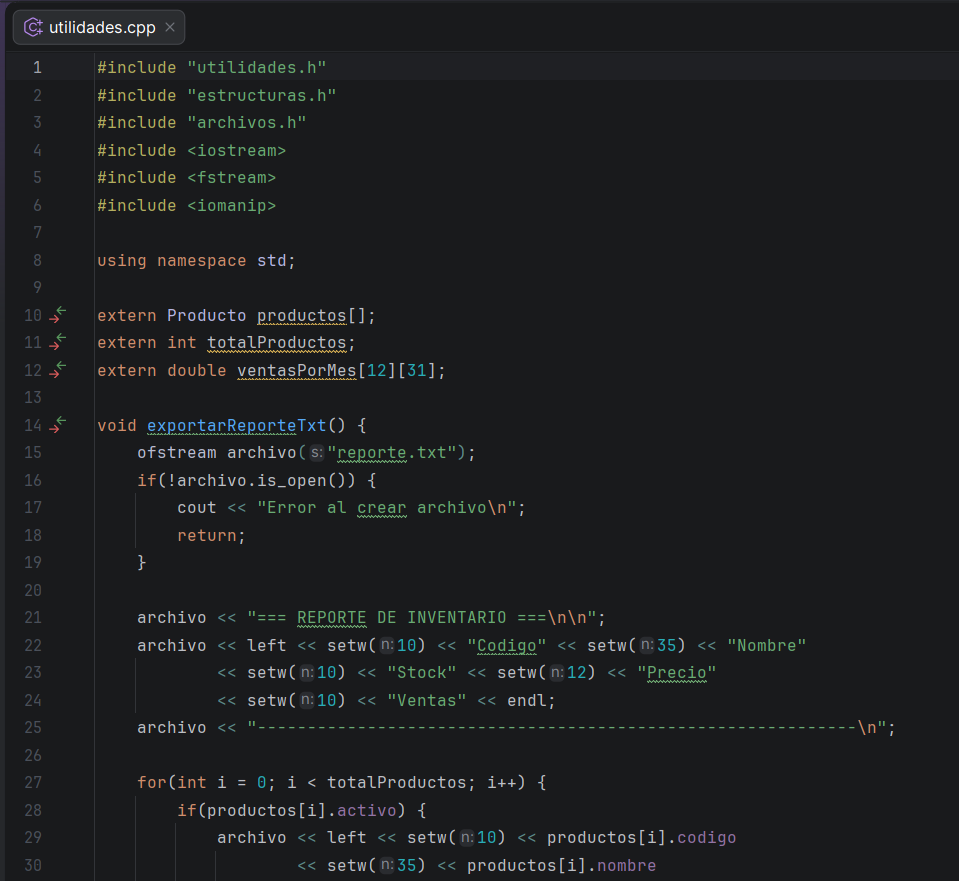 utilidades.cpp
1 #include "utilidades.h"
2 #include "estructuras.h"
3 #include "archivos.h"
4 #include <iostream>
5 #include <fstream>
6 #include <iomanip>
7
8 using namespace std;
9
10 extern Producto productos[];
11 extern int totalProductos;
12 extern double ventasPorMes[12][31];
13
14 void exportarReporteTxt() {
15     ofstream archivo(s: "reporte.txt");
16     if(!archivo.is_open()) {
17         cout << "Error al crear archivo\n";
18         return;
19     }
20
21     archivo << "=== REPORTE DE INVENTARIO ===\n\n";
22     archivo << left << setw(n: 10) << "Codigo" << setw(n: 35) << "Nombre"
23             << setw(n: 10) << "Stock" << setw(n: 12) << "Precio"
24             << setw(n: 10) << "Ventas" << endl;
25     archivo << "------------------------------------------------------------\n";
26
27     for(int i = 0; i < totalProductos; i++) {
28         if(productos[i].activo) {
29             archivo << left << setw(n: 10) << productos[i].codigo
30                     << setw(n: 35) << productos[i].nombre